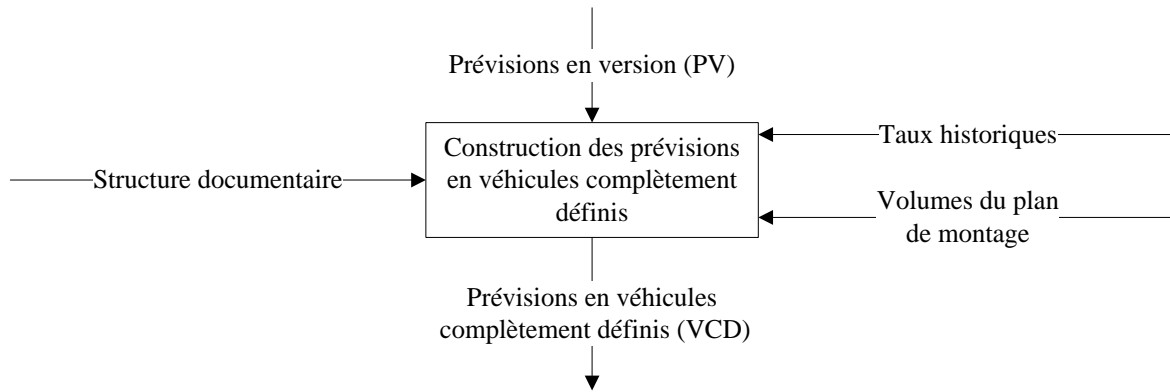 Prévisions en version (PV)
Construction des prévisions
en véhicules complètement
définis
Structure documentaire
Taux historiques
Volumes du plan
de montage
Prévisions en véhicules
complètement définis (VCD)